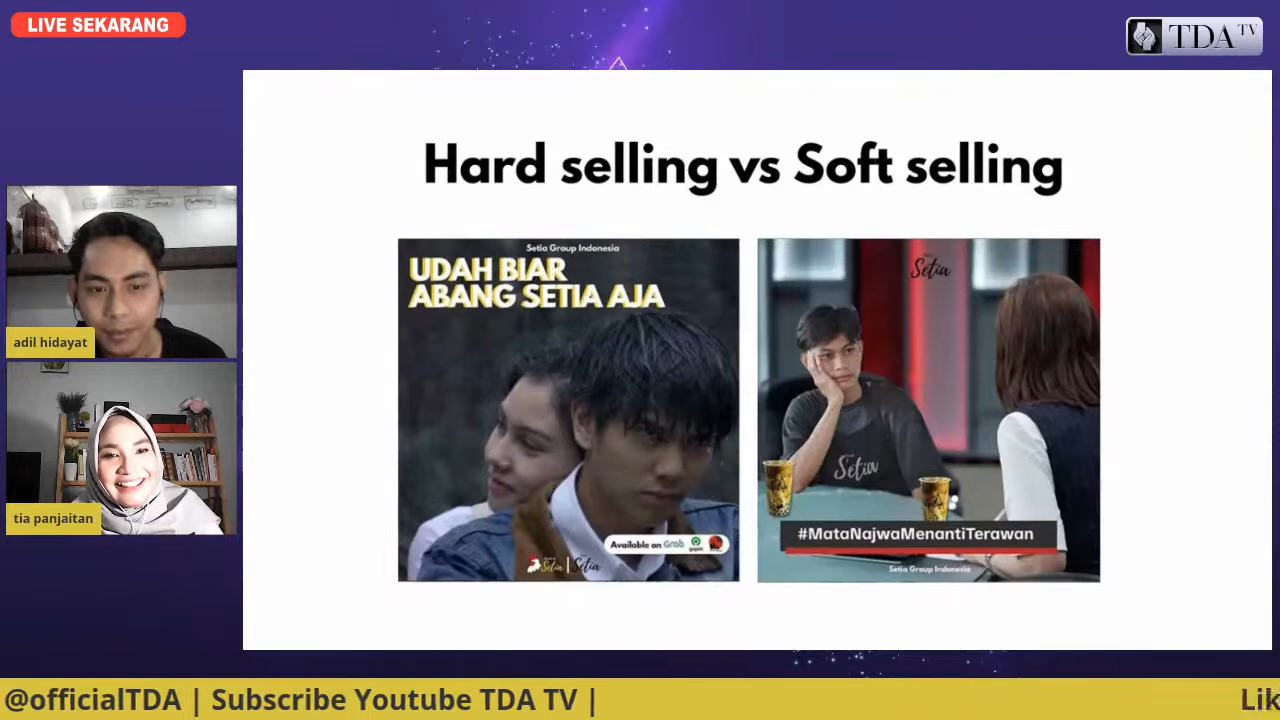 LIVE SEKARANG
TDA TV
Hard selling vs Soft selling
Setia Group Indonesia
UDAH BIAR
ABANG SETIA AJA
Available on Grab
Setia | Setia
Setia
Setia
#MataNajwaMenantiTerawan
Setia Group Indonesia
adil hidayat
tia panjaitan
@officialTDA | Subscribe Youtube TDA TV |
Lik